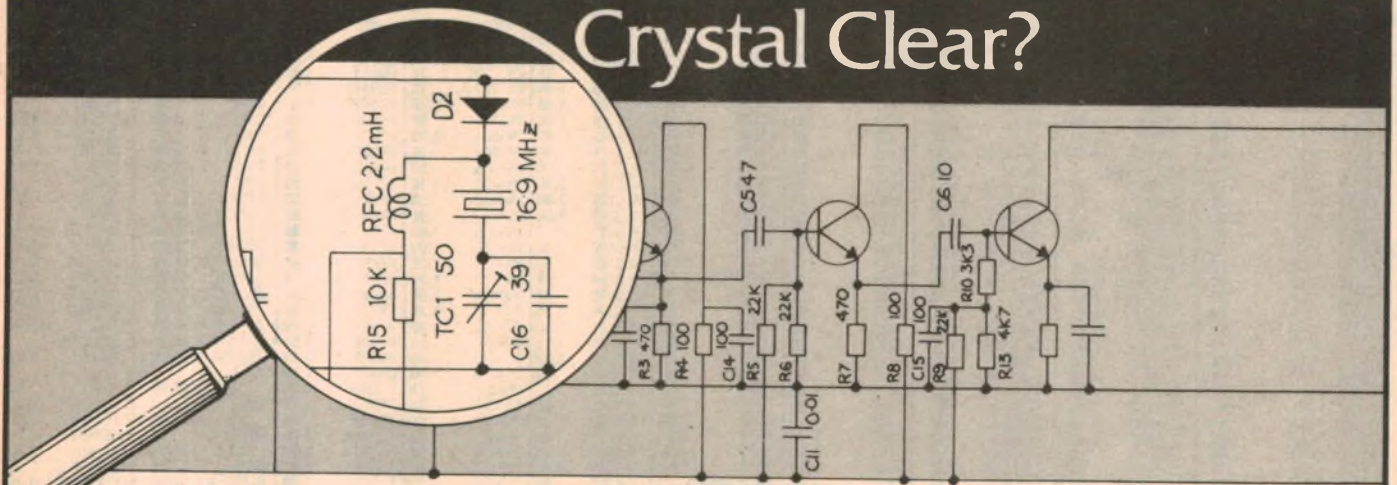 Crystal Clear?
D2
RFC 2·2mH
16·9 MHz
R15 10K
TC1 50
C16 39
C5 47
C6 10
R3 470
R4 100
C14 100
R5 22K
R6 22K
R7 470
R8 100
C15 100
R9 22K
R10 3K3
R13 4K7
C11 0·01